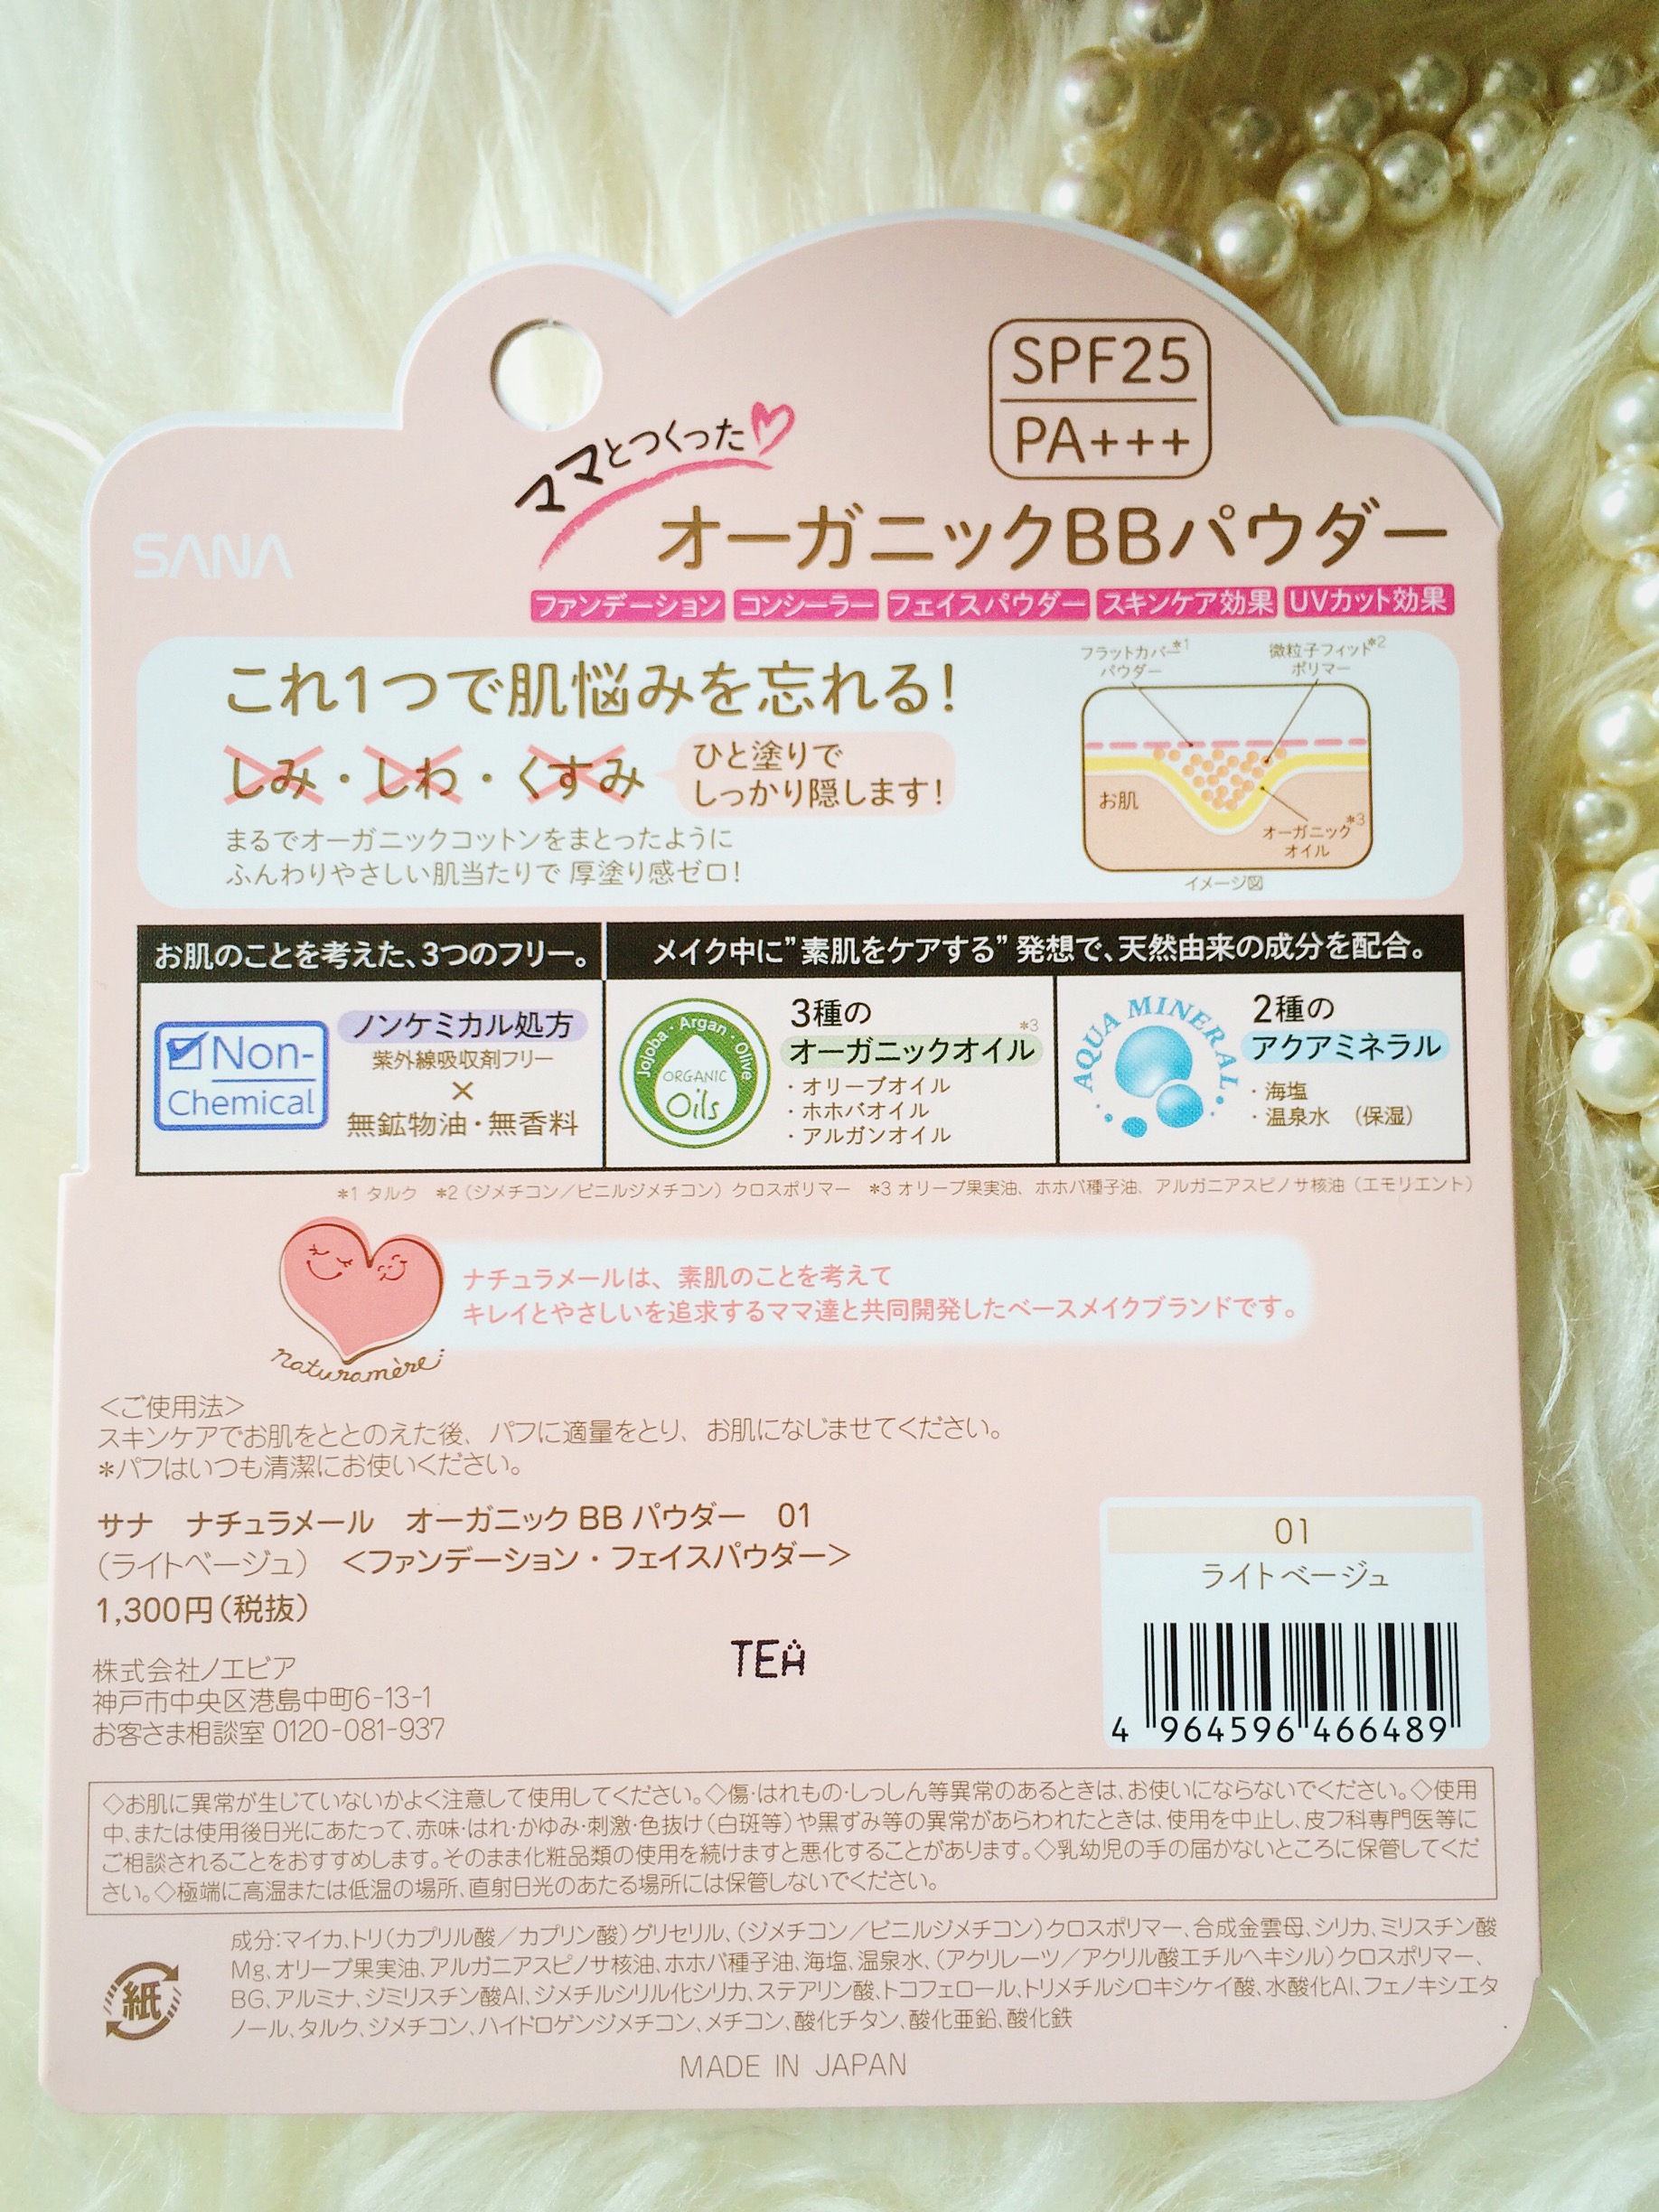 SPF25
PA+++
ママとつくった
SANA
オーガニックBBパウダー
ファンデーション コンシーラー フェイスパウダー スキンケア効果 UVカット効果
これ1つで肌悩みを忘れる!
しみ・しわ・くすみ
ひと塗りで
しっかり隠します!
まるでオーガニックコットンをまとったように
ふんわりやさしい肌当たりで 厚塗り感ゼロ!
フラットカバー*1
パウダー
微粒子フィット*2
ポリマー
お肌
オーガニック*3
オイル
イメージ図
お肌のことを考えた、3つのフリー。
メイク中に"素肌をケアする"発想で、天然由来の成分を配合。
Non-
Chemical
ノンケミカル処方
紫外線吸収剤フリー
×
無鉱物油・無香料
Jojoba・Argan・Olive
ORGANIC
Oils
3種の
オーガニックオイル*3
・オリーブオイル
・ホホバオイル
・アルガンオイル
AQUA MINERAL
2種の
アクアミネラル
・海塩
・温泉水 (保湿)
*1 タルク *2(ジメチコン/ビニルジメチコン)クロスポリマー *3 オリーブ果実油、ホホバ種子油、アルガニアスピノサ核油(エモリエント)
naturamère
ナチュラメールは、素肌のことを考えて
キレイとやさしいを追求するママ達と共同開発したベースメイクブランドです。
<ご使用法>
スキンケアでお肌をととのえた後、パフに適量をとり、お肌になじませてください。
*パフはいつも清潔にお使いください。
サナ ナチュラメール オーガニック BB パウダー 01
(ライトベージュ) <ファンデーション・フェイスパウダー>
1,300円(税抜)
TEA
株式会社ノエビア
神戸市中央区港島中町6-13-1
お客さま相談室 0120-081-937
01
ライトベージュ
4 964596 466489
◇お肌に異常が生じていないかよく注意して使用してください。◇傷・はれもの・しっしん等異常のあるときは、お使いにならないでください。◇使用
中、または使用後日光にあたって、赤味・はれ・かゆみ・刺激・色抜け(白斑等)や黒ずみ等の異常があらわれたときは、使用を中止し、皮フ科専門医等に
ご相談されることをおすすめします。そのまま化粧品類の使用を続けますと悪化することがあります。◇乳幼児の手の届かないところに保管してくだ
さい。◇極端に高温または低温の場所、直射日光のあたる場所には保管しないでください。
成分:マイカ、トリ(カプリル酸/カプリン酸)グリセリル、(ジメチコン/ビニルジメチコン)クロスポリマー、合成金雲母、シリカ、ミリスチン酸
Mg、オリーブ果実油、アルガニアスピノサ核油、ホホバ種子油、海塩、温泉水、(アクリレーツ/アクリル酸エチルヘキシル)クロスポリマー、
BG、アルミナ、ジミリスチン酸Al、ジメチルシリル化シリカ、ステアリン酸、トコフェロール、トリメチルシロキシケイ酸、水酸化Al、フェノキシエタ
ノール、タルク、ジメチコン、ハイドロゲンジメチコン、メチコン、酸化チタン、酸化亜鉛、酸化鉄
紙
MADE IN JAPAN